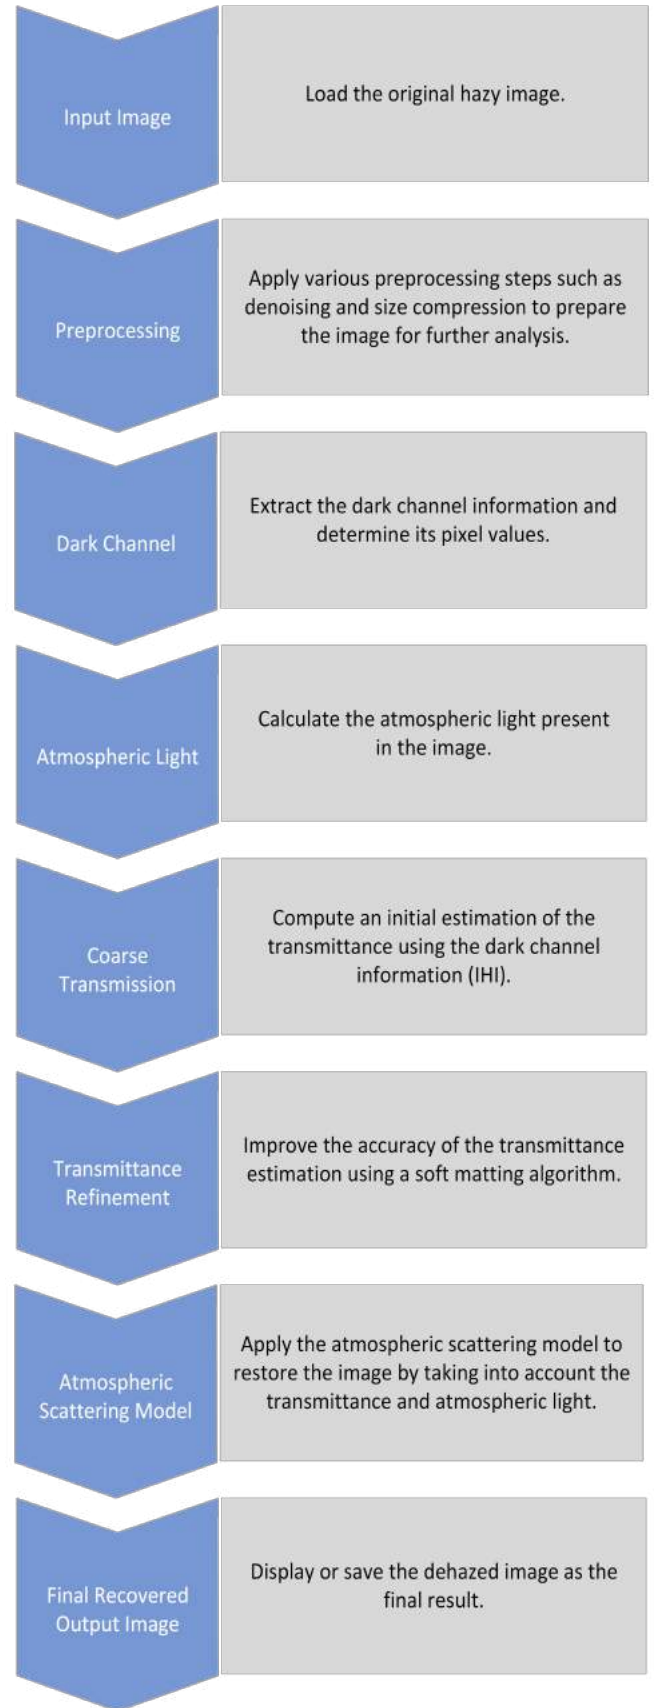 Input Image
Load the original hazy image.
Preprocessing
Apply various preprocessing steps such as
denoising and size compression to prepare
the image for further analysis.
Dark Channel
Extract the dark channel information and
determine its pixel values.
Atmospheric Light
Calculate the atmospheric light present
in the image.
Coarse
Transmission
Compute an initial estimation of the
transmittance using the dark channel
information (IHI).
Transmittance
Refinement
Improve the accuracy of the transmittance
estimation using a soft matting algorithm.
Atmospheric
Scattering Model
Apply the atmospheric scattering model to
restore the image by taking into account the
transmittance and atmospheric light.
Final Recovered
Output Image
Display or save the dehazed image as the
final result.